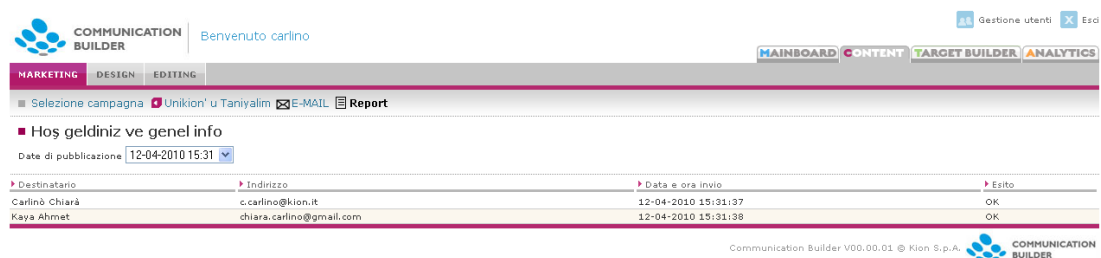 Gestione utenti X Esci
COMMUNICATION
BUILDER
Benvenuto carlino
MAINBOARD CONTENT TARGET BUILDER ANALYTICS
MARKETING DESIGN EDITING
Selezione campagna Unikion' u Taniyalim E-MAIL Report
Hoş geldiniz ve genel info
Date di pubblicazione 12-04-2010 15:31
Destinatario Indirizzo Data e ora invio Esito
Carlinò Chiarà c.carlino@kion.it 12-04-2010 15:31:37 OK
Kaya Ahmet chiara.carlino@gmail.com 12-04-2010 15:31:38 OK
Communication Builder V00.00.01 © Kion S.p.A.
COMMUNICATION
BUILDER